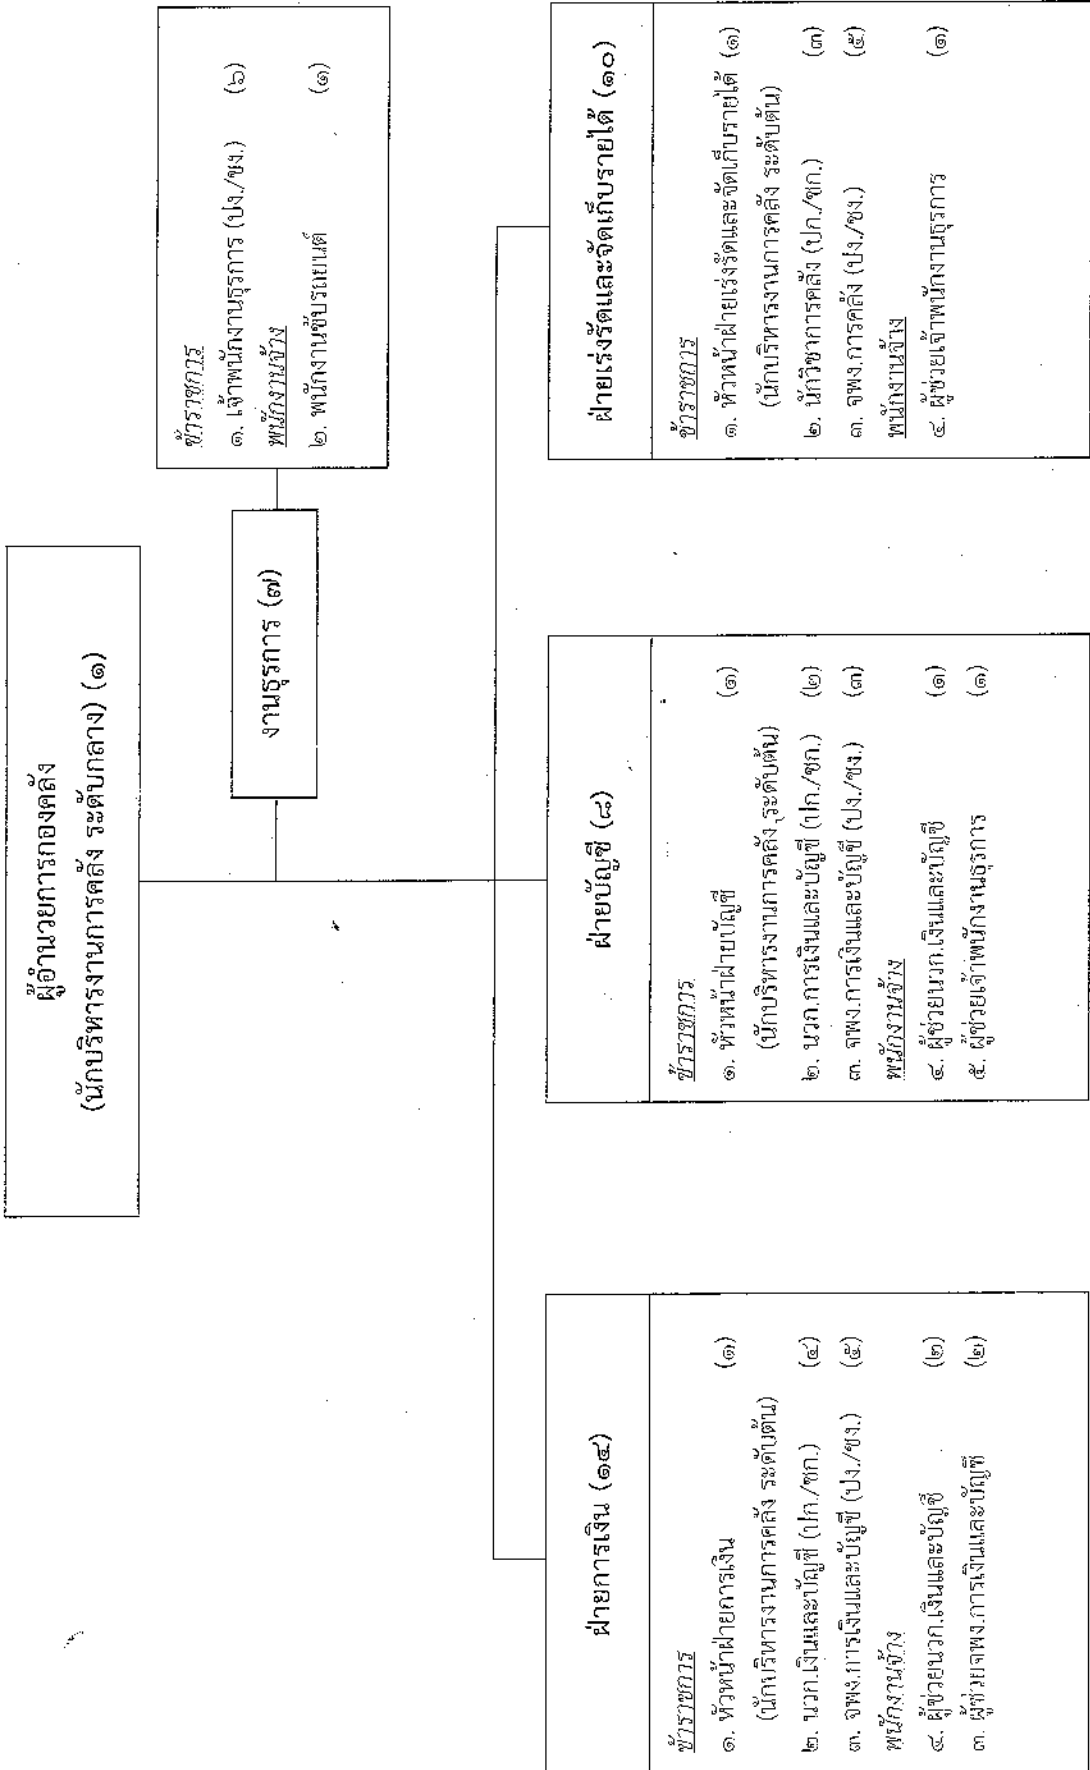 ผู้อำนวยการกองคลัง
(นักบริหารงานการคลัง ระดับกลาง) (๑)
งานธุรการ (๗)
ข้าราชการ
๑. เจ้าพนักงานธุรการ (ปง./ชง.) (๖)
พนักงานจ้าง
๒. พนักงานขับรถยนต์ (๑)
ฝ่ายการเงิน (๑๔)
ข้าราชการ
๑. หัวหน้าฝ่ายการเงิน (๑)
(นักบริหารงานการคลัง ระดับต้น)
๒. นวก.เงินและบัญชี (ปก./ชก.) (๔)
๓. จพง.การเงินและบัญชี (ปง./ชง.) (๕)
พนักงานจ้าง
๔. ผู้ช่วยนวก.เงินและบัญชี (๒)
๓. ผู้ช่วยจพง.การเงินและบัญชี (๒)
ฝ่ายบัญชี (๘)
ข้าราชการ
๑. หัวหน้าฝ่ายบัญชี (๑)
(นักบริหารงานการคลัง ระดับต้น)
๒. นวก.การเงินและบัญชี (ปก./ชก.) (๒)
๓. จพง.การเงินและบัญชี (ปง./ชง.) (๓)
พนักงานจ้าง
๔. ผู้ช่วยนวก.เงินและบัญชี (๑)
๕. ผู้ช่วยเจ้าพนักงานธุรการ (๑)
ฝ่ายเร่งรัดและจัดเก็บรายได้ (๑๐)
ข้าราชการ
๑. หัวหน้าฝ่ายเร่งรัดและจัดเก็บรายได้ (๑)
(นักบริหารงานการคลัง ระดับต้น)
๒. นักวิชาการคลัง (ปก./ชก.) (๓)
๓. จพง.การคลัง (ปง./ชง.) (๕)
พนักงานจ้าง
๔. ผู้ช่วยเจ้าพนักงานธุรการ (๑)